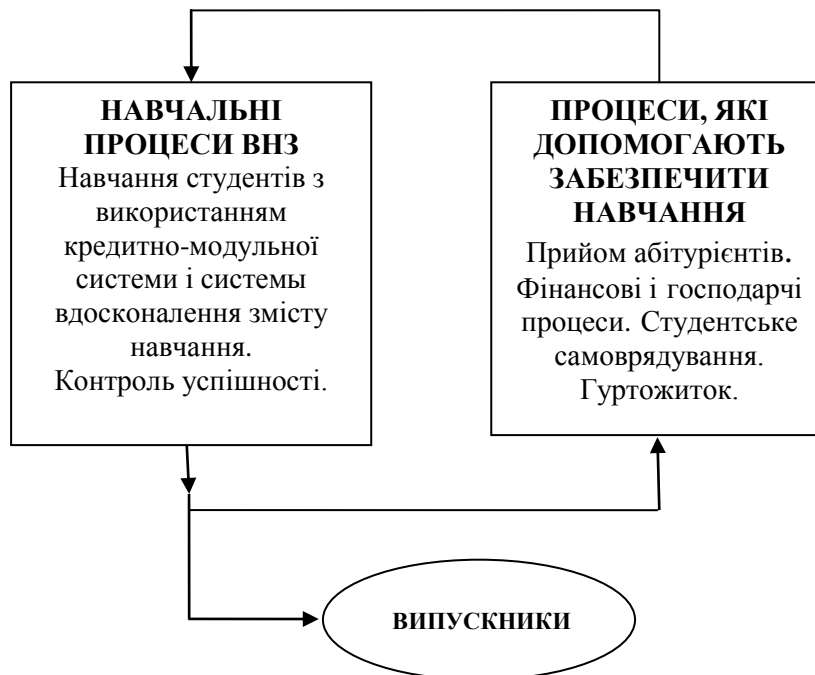 НАВЧАЛЬНІ
ПРОЦЕСИ ВНЗ
Навчання студентів з
використанням
кредитно-модульної
системи і системы
вдосконалення змісту
навчання.
Контроль успішності.
ПРОЦЕСИ, ЯКІ
ДОПОМОГАЮТЬ
ЗАБЕЗПЕЧИТИ
НАВЧАННЯ
Прийом абітурієнтів.
Фінансові і господарчі
процеси. Студентське
самоврядування.
Гуртожиток.
ВИПУСКНИКИ